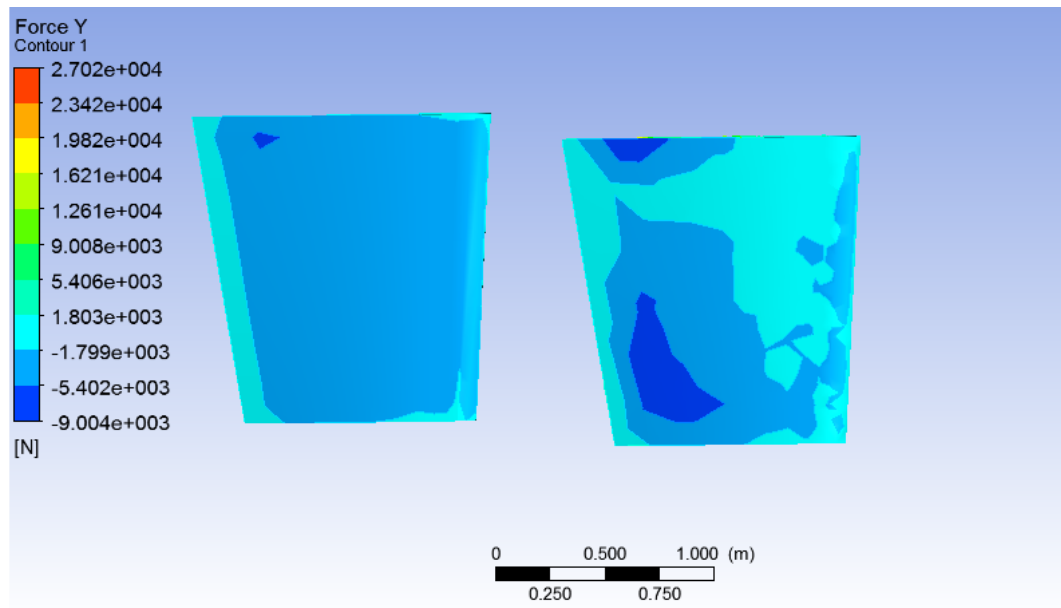 Force Y
Contour 1
2.702e+004
2.342e+004
1.982e+004
1.621e+004
1.261e+004
9.008e+003
5.406e+003
1.803e+003
-1.799e+003
-5.402e+003
-9.004e+003
[N]
0 0.500 1.000 (m)
0.250 0.750